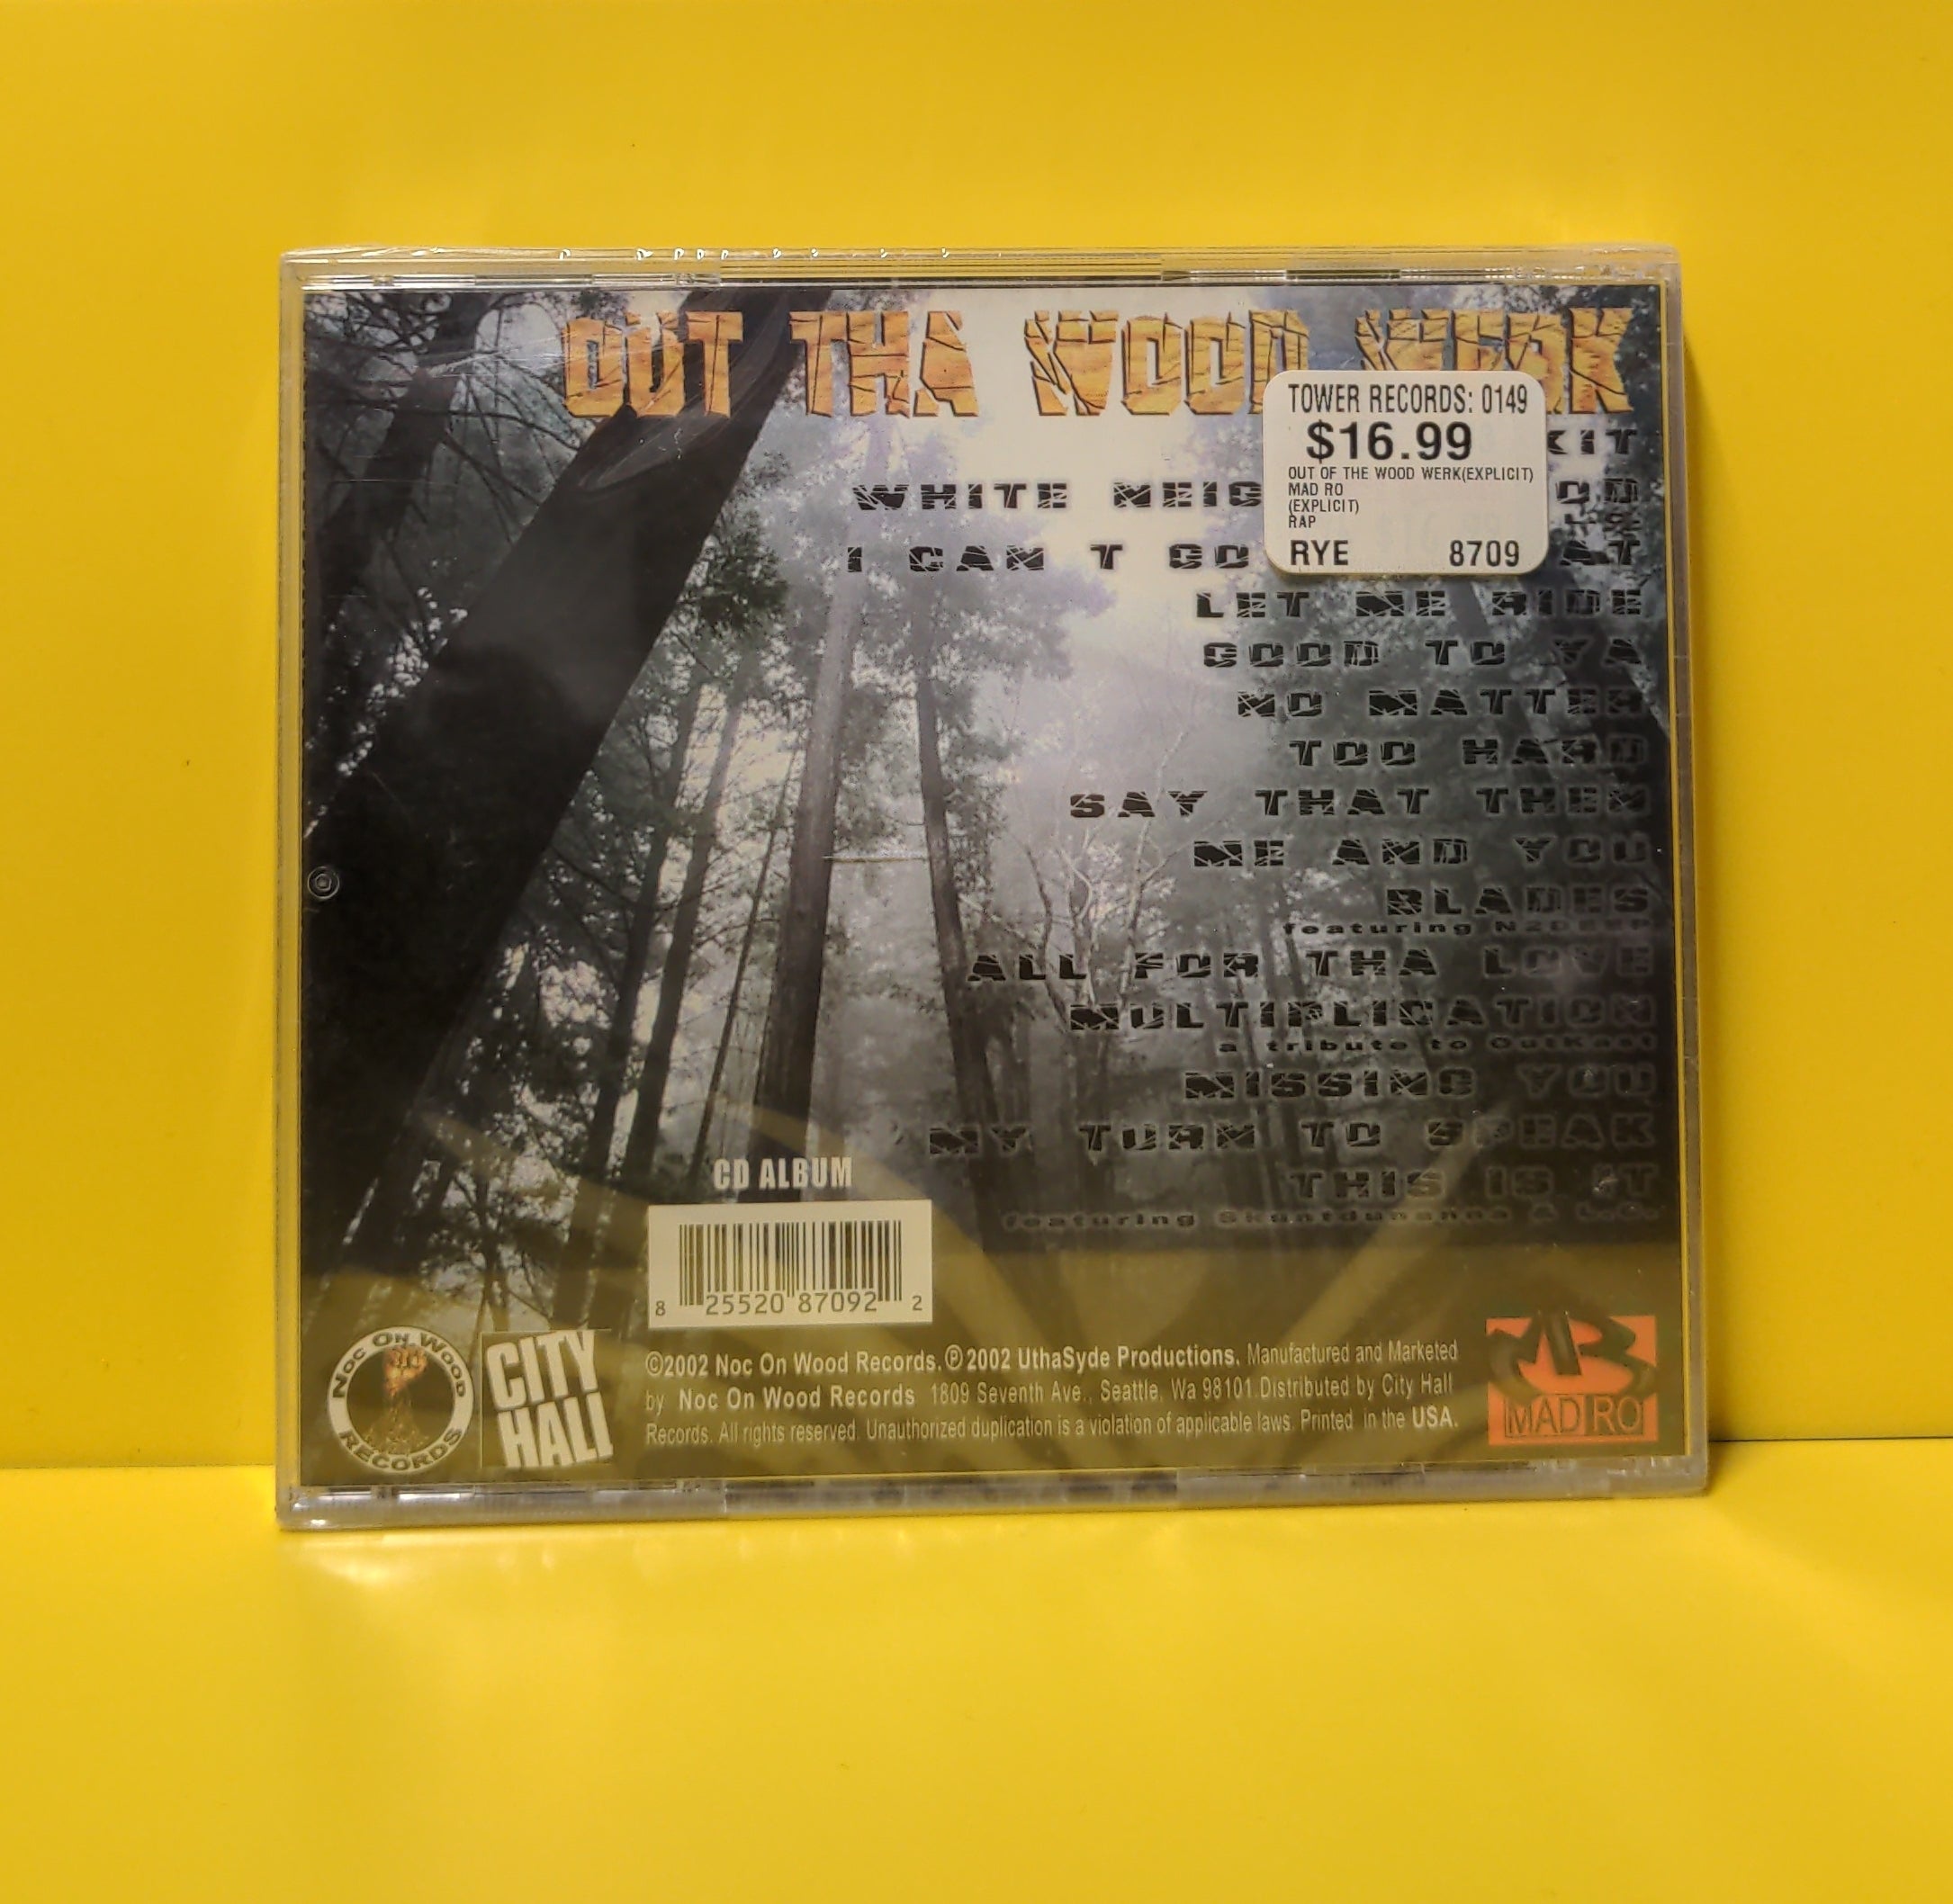 OUT THA WOOD WERK
TOWER RECORDS: 0149
$16.99
OUT OF THE WOOD WERK(EXPLICIT)
MAD RO
(EXPLICIT)
RAP
RYE 8709
WHITE
I CAN T GO
LET ME RIDE
GOOD TO YA
NO MATTER
TOO HARD
SAY THAT THEN
ME AND YOU
BLADES
featuring N2DEEP
ALL FOR THA LOVE
MULTIPLICATION
a tribute to OutKast
MISSING YOU
MY TURN TO SPEAK
THIS IS IT
featuring
CD ALBUM
8 25520 87092 2
NOC ON WOOD RECORDS
CITY HALL
©2002 Noc On Wood Records. ℗2002 UthaSyde Productions. Manufactured and Marketed
by Noc On Wood Records 1809 Seventh Ave., Seattle, Wa 98101 Distributed by City Hall
Records. All rights reserved. Unauthorized duplication is a violation of applicable laws. Printed in the USA.
MAD RO